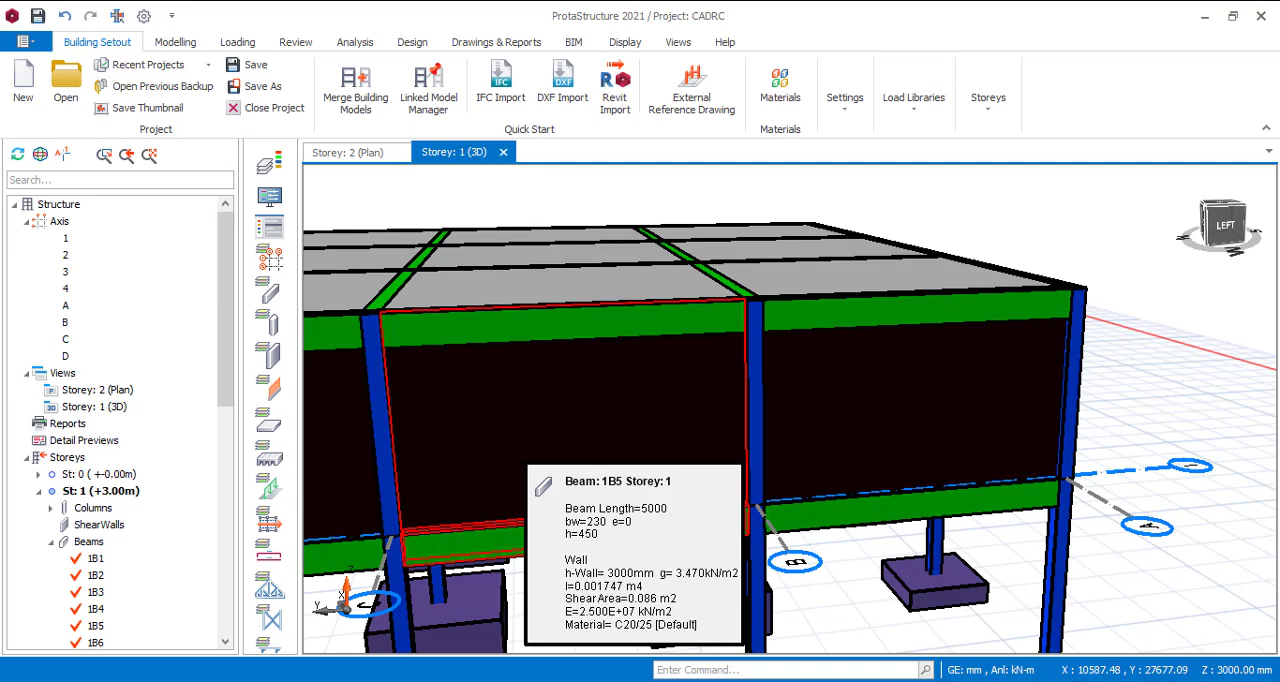 ProtaStructure 2021 / Project: CADRC
Building Setout Modelling Loading Review Analysis Design Drawings & Reports BIM Display Views Help
New
Open
Recent Projects
Open Previous Backup
Save Thumbnail
Save
Save As
Close Project
Project
Merge Building
Models
Linked Model
Manager
IFC
IFC Import
DXF
DXF Import
Revit
Import
External
Reference Drawing
Quick Start
Materials
Materials
Settings
Load Libraries
Storeys
Storey: 2 (Plan)
Storey: 1 (3D)
Search...
Structure
Axis
1
2
3
4
A
B
C
D
Views
Storey: 2 (Plan)
Storey: 1 (3D)
Reports
Detail Previews
Storeys
St: 0 ( +-0.00m)
St: 1 (+3.00m)
Columns
ShearWalls
Beams
1B1
1B2
1B3
1B4
1B5
1B6
LEFT
Beam: 1B5 Storey: 1
Beam Length=5000
bw=230 e=0
h=450
Wall
h-Wall= 3000mm g= 3.470kN/m2
I=0.001747 m4
Shear Area=0.086 m2
E=2.500E+07 kN/m2
Material= C20/25 [Default]
1
A
B
C
X
Y
Z
Enter Command...
GE: mm , Anl: kN-m
X : 10587.48 , Y : 27677.09
Z : 3000.00 mm